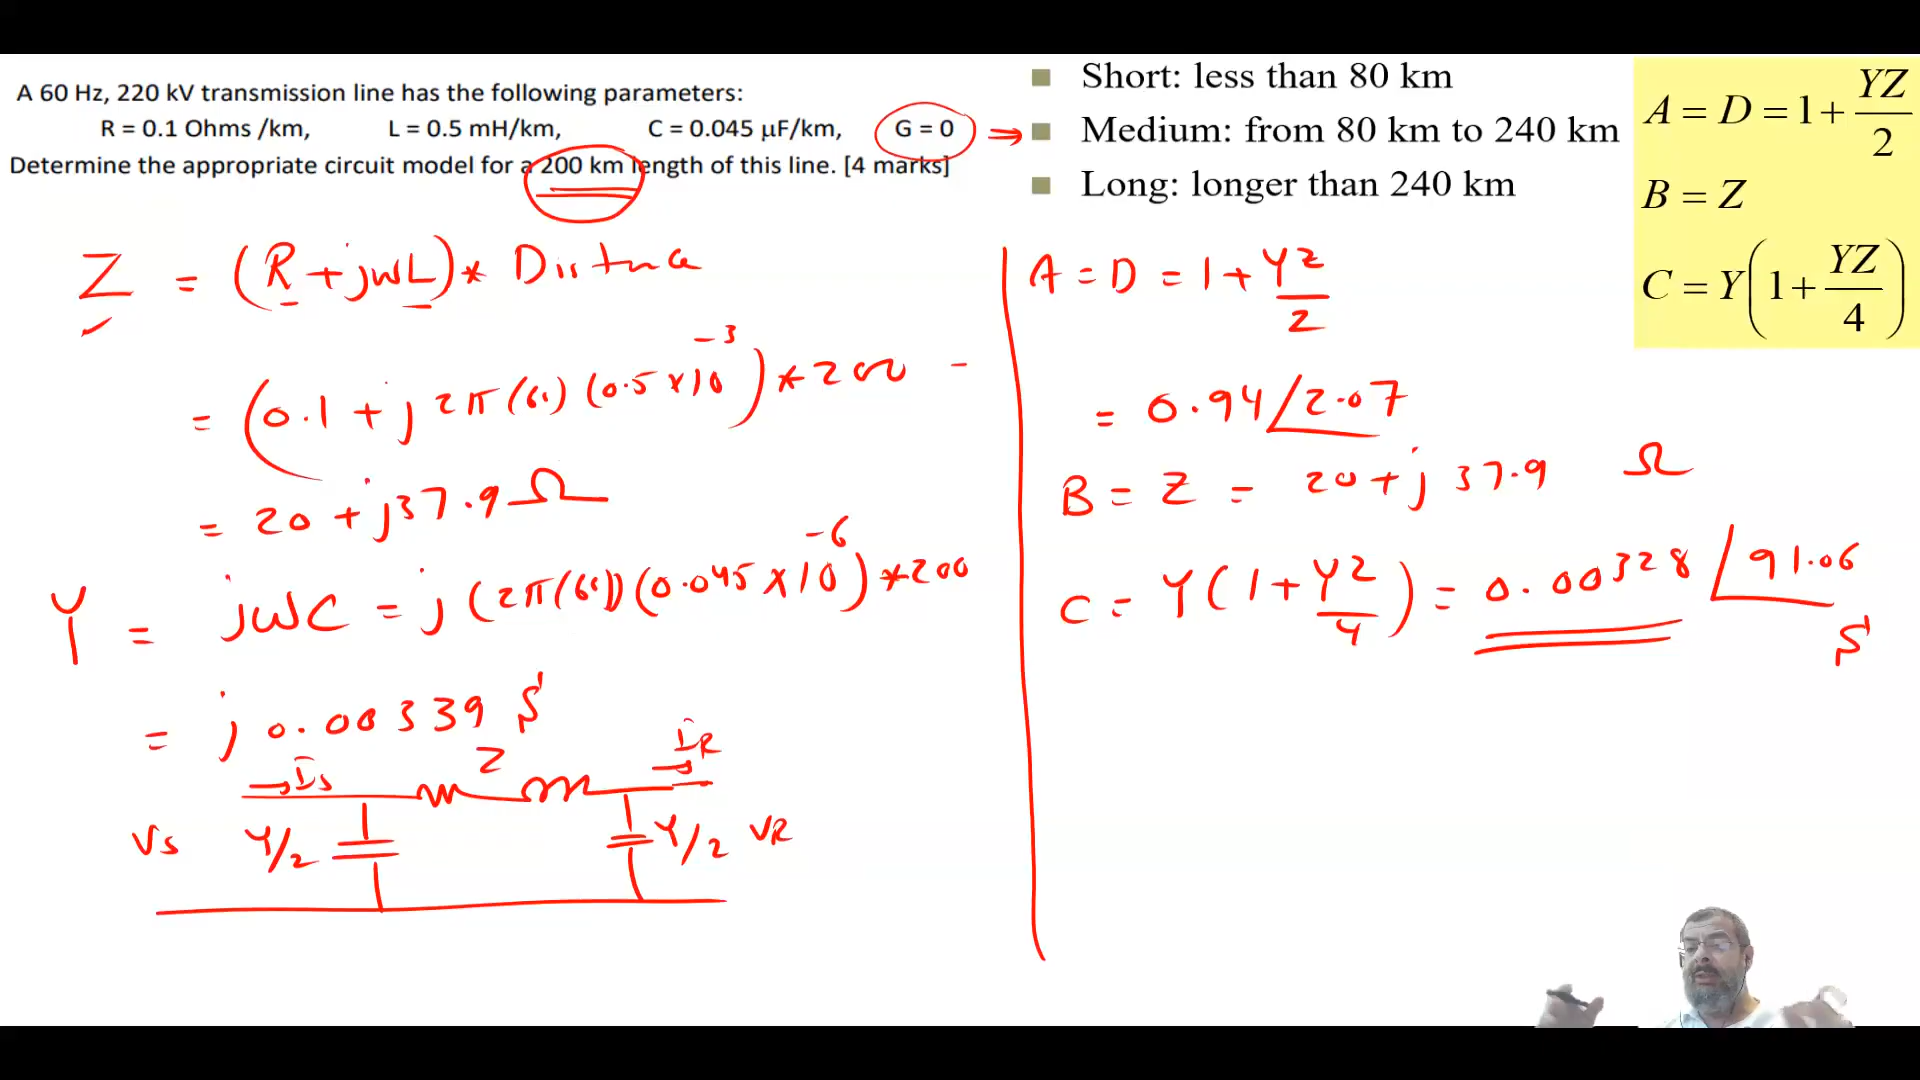 A 60 Hz, 220 kV transmission line has the following parameters:
R = 0.1 Ohms /km, L = 0.5 mH/km, C = 0.045 µF/km, G = 0
Determine the appropriate circuit model for a 200 km length of this line. [4 marks]
Short: less than 80 km
Medium: from 80 km to 240 km
Long: longer than 240 km
A = D = 1 + YZ/2
B = Z
C = Y(1 + YZ/4)
Z = (R + jwL) * Distnce
= (0.1 + j 2π(60)(0.5 × 10^-3) * 200
= 20 + j37.9 Ω
Y = jwC = j(2π(60))(0.045 × 10^-6) * 200
= j 0.00339 S
Is Z IR
Vs Y/2 Y/2 VR
A = D = 1 + YZ/2
= 0.94 ∠2.07
B = Z = 20 + j 37.9 Ω
C = Y(1 + YZ/4) = 0.00328 ∠91.06
S